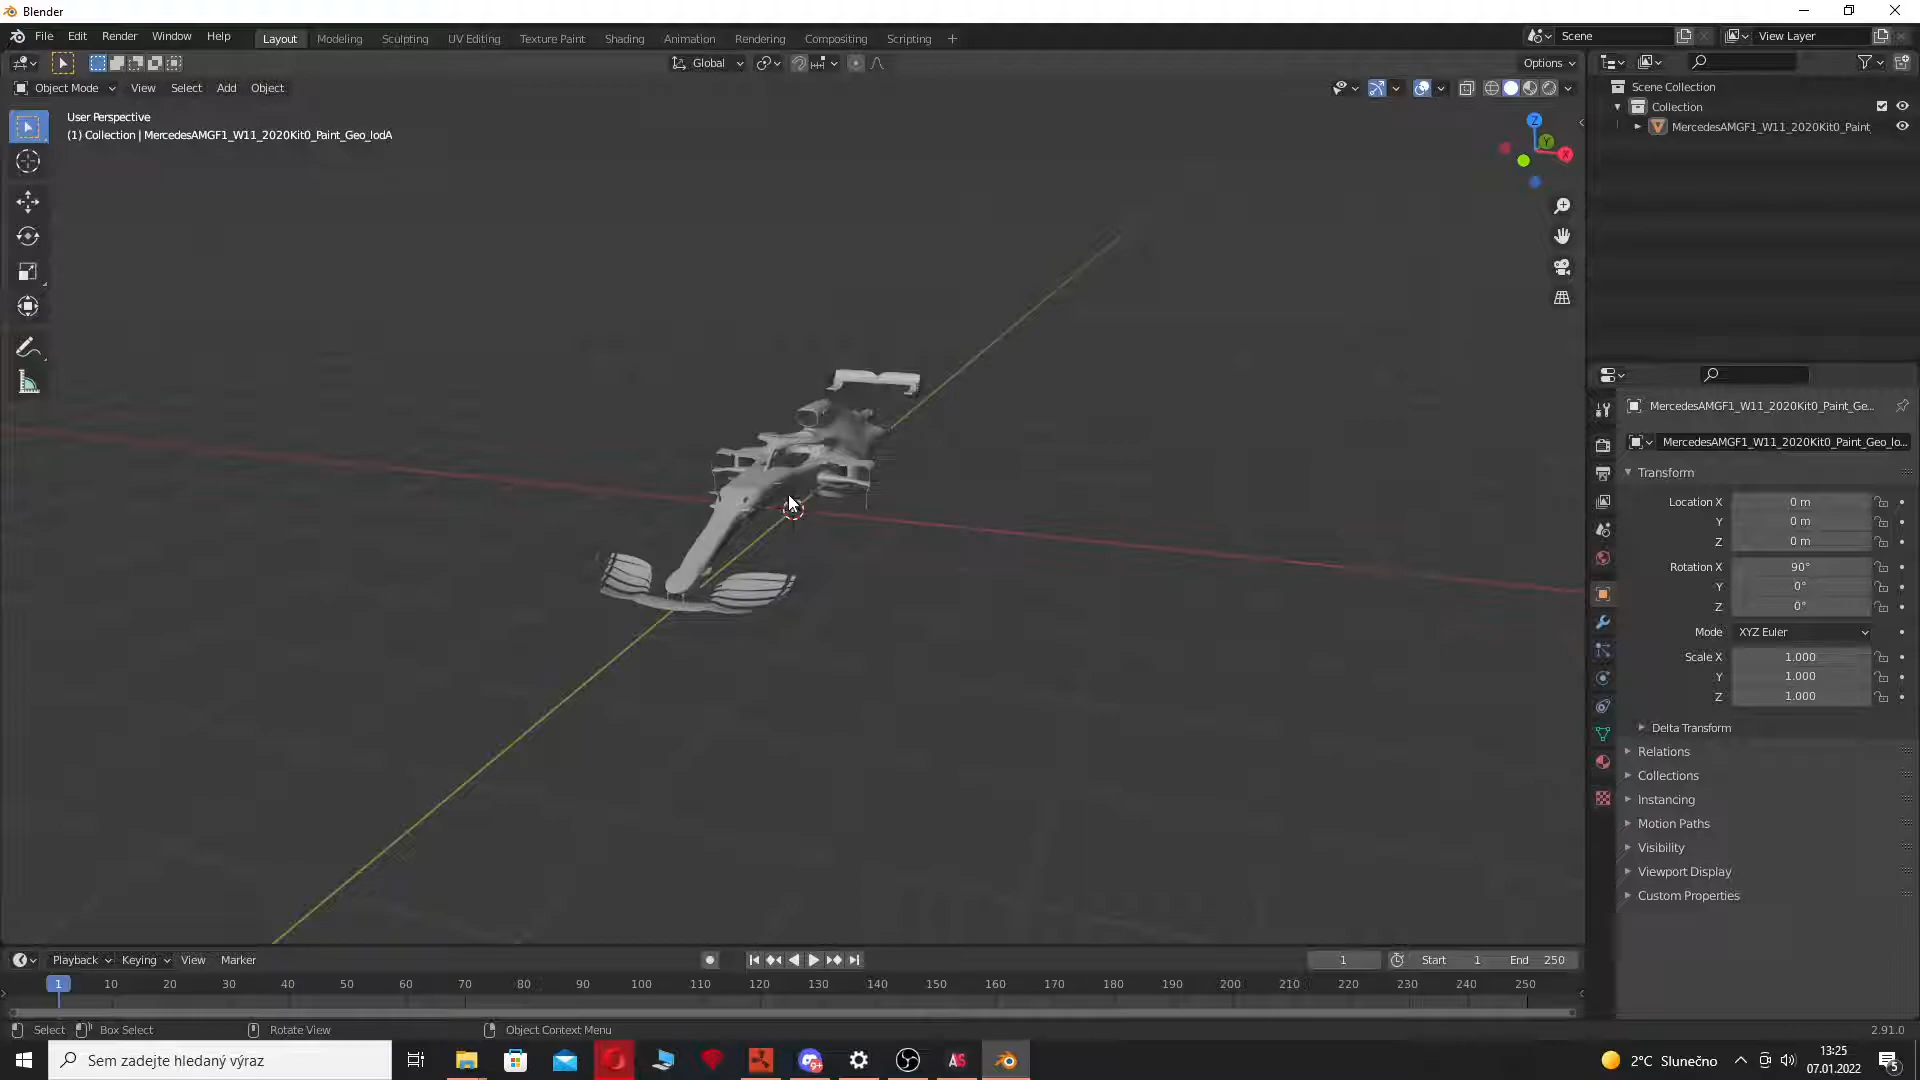 Blender
File Edit Render Window Help Layout Modeling Sculpting UV Editing Texture Paint Shading Animation Rendering Compositing Scripting Scene View Layer
Global Options
Object Mode View Select Add Object
User Perspective
(1) Collection | MercedesAMGF1_W11_2020Kit0_Paint_Geo_lodA
Z
Y
X
Scene Collection
Collection
MercedesAMGF1_W11_2020Kit0_Paint
MercedesAMGF1_W11_2020Kit0_Paint_Ge...
MercedesAMGF1_W11_2020Kit0_Paint_Geo_lo...
Transform
Location X 0 m
Y 0 m
Z 0 m
Rotation X 90°
Y 0°
Z 0°
Mode XYZ Euler
Scale X 1.000
Y 1.000
Z 1.000
Delta Transform
Relations
Collections
Instancing
Motion Paths
Visibility
Viewport Display
Custom Properties
Playback Keying View Marker 1 Start 1 End 250
1 10 20 30 40 50 60 70 80 90 100 110 120 130 140 150 160 170 180 190 200 210 220 230 240 250
Select Box Select Rotate View Object Context Menu 2.91.0
Sem zadejte hledaný výraz
9+
AS
2°C Slunečno
13:25
07.01.2022
5